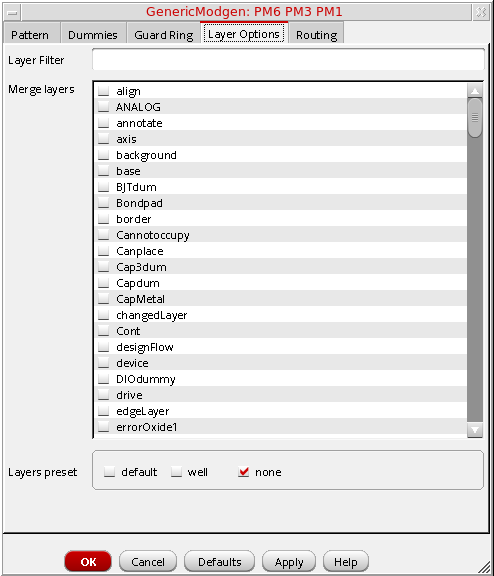 GenericModgen: PM6 PM3 PM1
Pattern Dummies Guard Ring Layer Options Routing
Layer Filter
Merge layers
align
ANALOG
annotate
axis
background
base
BJTdum
Bondpad
border
Cannotoccupy
Canplace
Cap3dum
Capdum
CapMetal
changedLayer
Cont
designFlow
device
DIOdummy
drive
edgeLayer
errorOxide1
Layers preset default well none
OK Cancel Defaults Apply Help